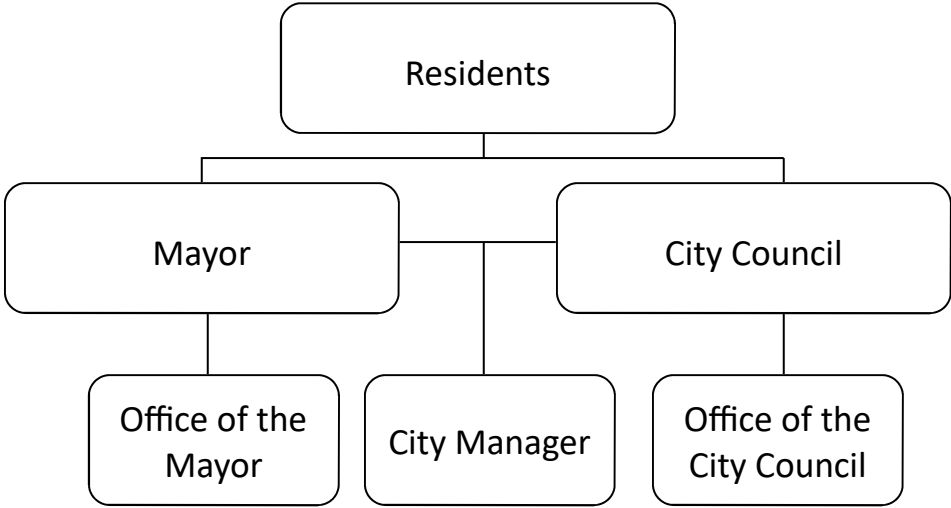 Residents
Mayor
City Council
Office of the
Mayor
City Manager
Office of the
City Council